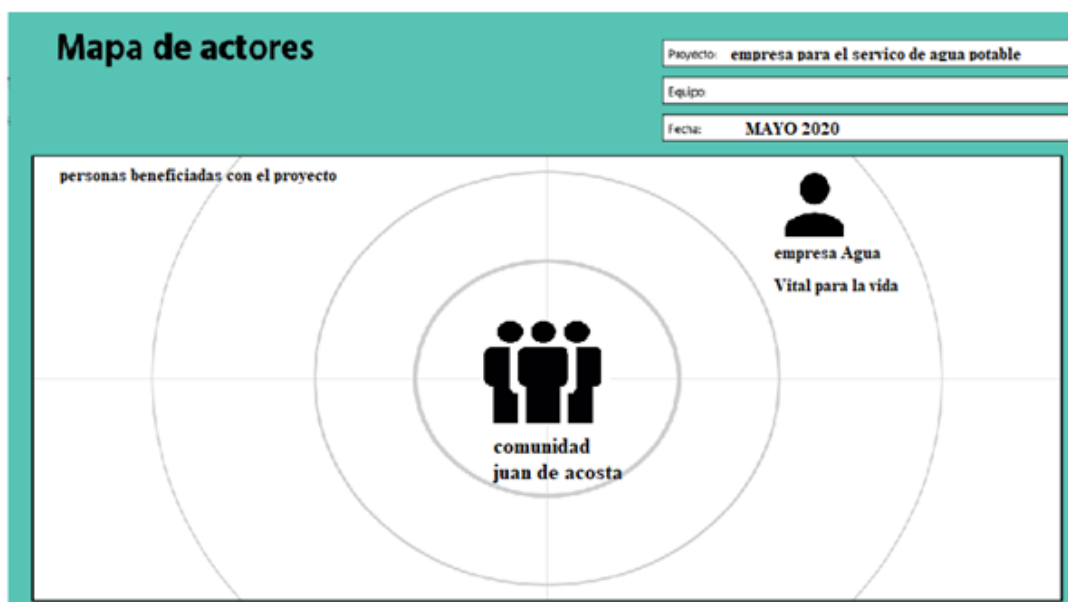 Mapa de actores
Proyecto: empresa para el servico de agua potable
Equipo:
Fecha: MAYO 2020
personas beneficiadas con el proyecto
empresa Agua
Vital para la vida
comunidad
juan de acosta